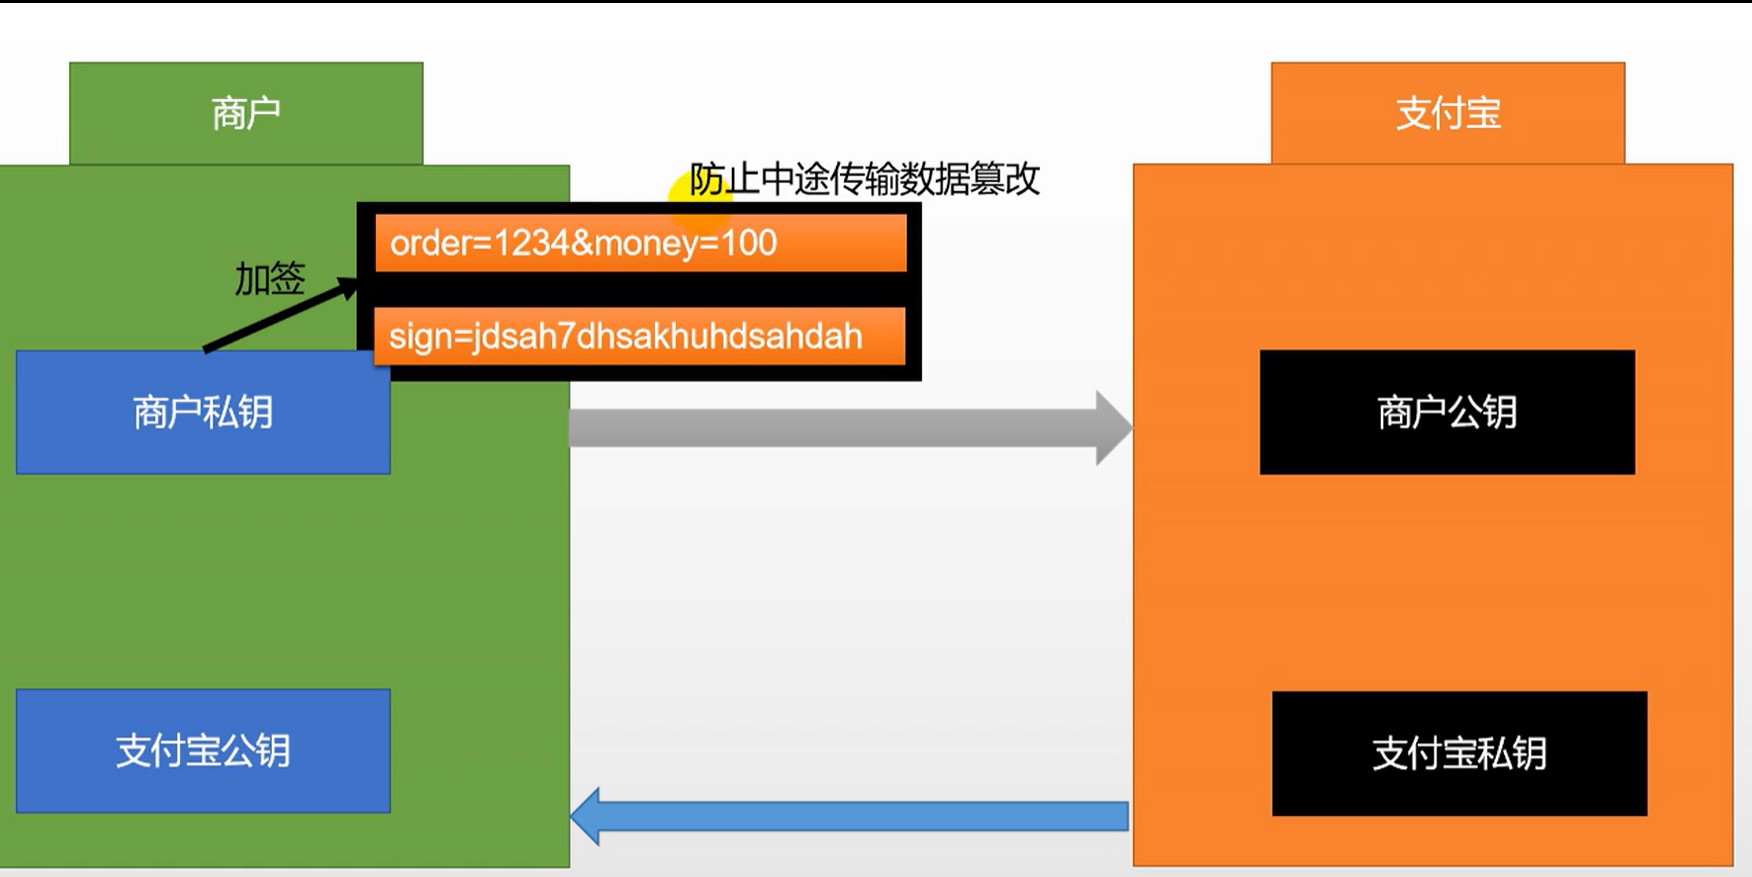 商户
支付宝
防止中途传输数据篡改
order=1234&money=100
加签
sign=jdsah7dhsakhuhdsahdah
商户私钥
商户公钥
支付宝公钥
支付宝私钥